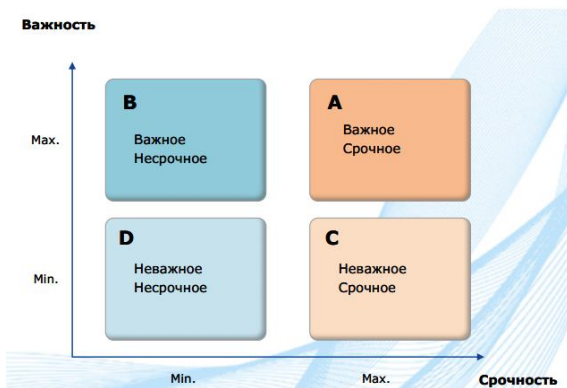 Важность
B
Важное
Несрочное
A
Важное
Срочное
Max.
D
Неважное
Несрочное
C
Неважное
Срочное
Min.
Min.
Max.
Срочность